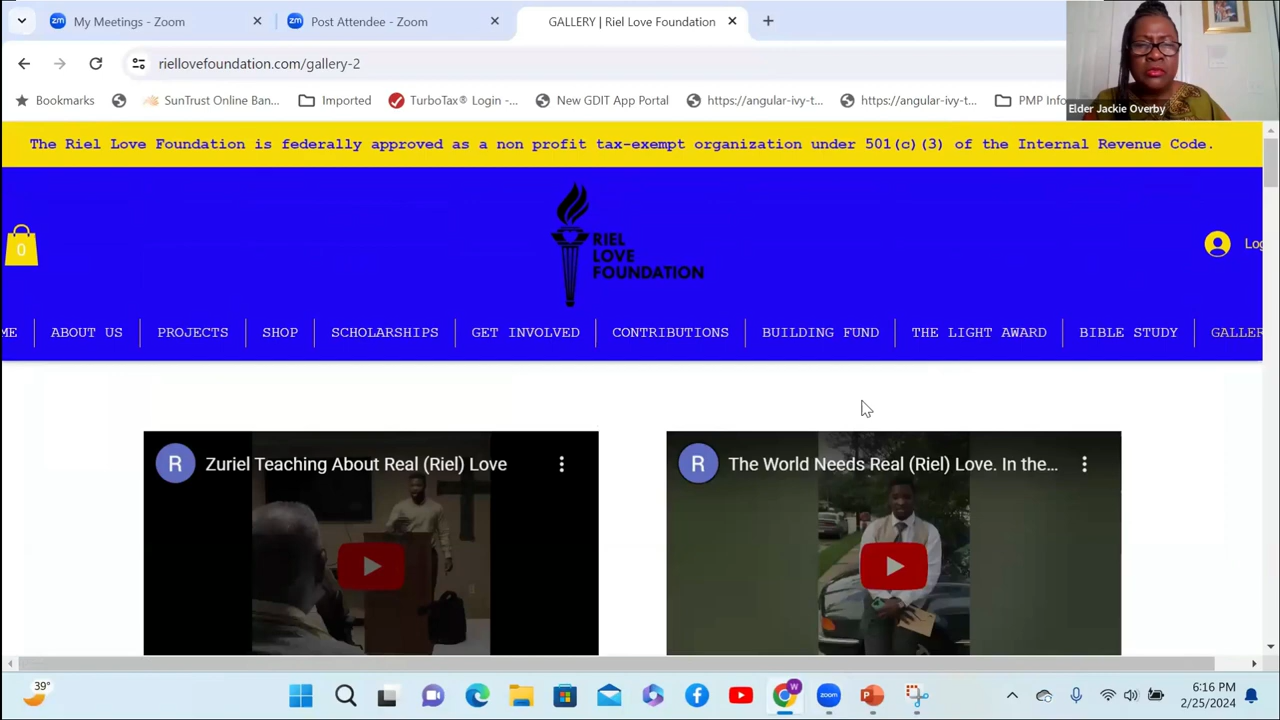 My Meetings - Zoom
Post Attendee - Zoom
GALLERY | Riel Love Foundation
riellovefoundation.com/gallery-2
Bookmarks
SunTrust Online Ban...
Imported
TurboTax® Login -...
New GDIT App Portal
https://angular-ivy-t...
https://angular-ivy-t...
PMP Info
Elder Jackie Overby
The Riel Love Foundation is federally approved as a non profit tax-exempt organization under 501(c)(3) of the Internal Revenue Code.
0
RIEL
LOVE
FOUNDATION
Log
ME
ABOUT US
PROJECTS
SHOP
SCHOLARSHIPS
GET INVOLVED
CONTRIBUTIONS
BUILDING FUND
THE LIGHT AWARD
BIBLE STUDY
GALLER
R
Zuriel Teaching About Real (Riel) Love
R
The World Needs Real (Riel) Love. In the...
39°
zoom
W
6:16 PM
2/25/2024